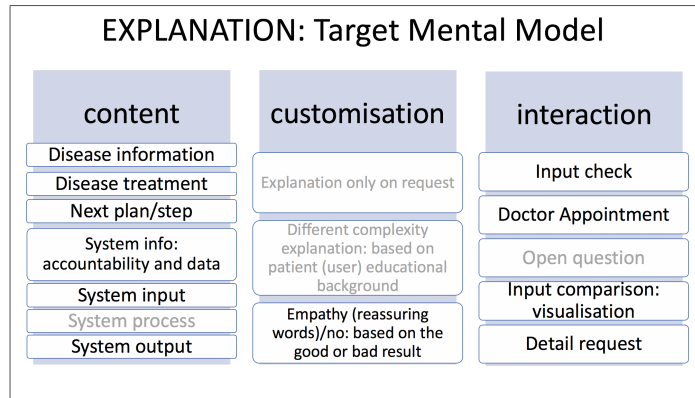 EXPLANATION: Target Mental Model
content
Disease information
Disease treatment
Next plan/step
System info:
accountability and data
System input
System process
System output
customisation
Explanation only on request
Different complexity
explanation: based on
patient (user) educational
background
Empathy (reassuring
words)/no: based on the
good or bad result
interaction
Input check
Doctor Appointment
Open question
Input comparison:
visualisation
Detail request